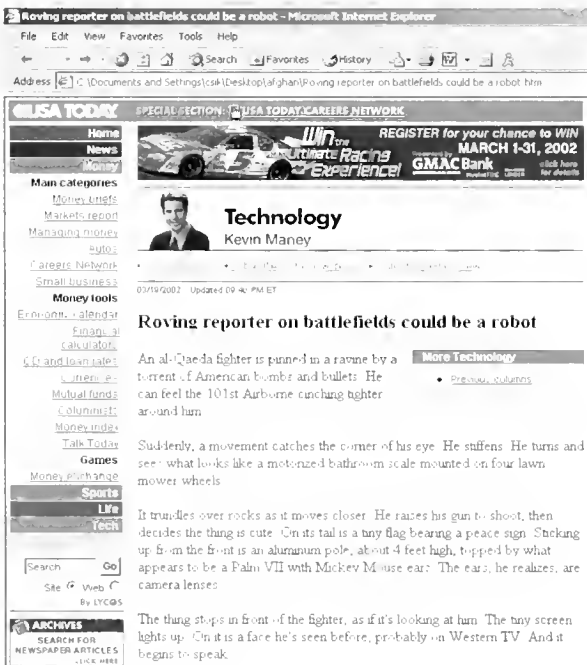 Roving reporter on battlefields could be a robot - Microsoft Internet Explorer
File Edit View Favorites Tools Help
Search Favorites History
Address C:\Documents and Settings\csik\Desktop\afghan\Roving reporter on battlefields could be a robot.htm
USA TODAY
SPECIAL SECTION: USA TODAY CAREERS NETWORK
Home
News
Money
Main categories
Money briefs
Markets report
Managing money
Autos
Careers Network
Small business
Money tools
Economic calendar
Financial
calculators
CD and loan rates
Currencies
Mutual funds
Columnists
Money index
Talk Today
Games
Money eXchange
Sports
Life
Tech
Search Go
Site Web
By LYCOS
ARCHIVES
SEARCH FOR
NEWSPAPER ARTICLES
CLICK HERE
Win the
Ultimate Racing
Experience!
REGISTER for your chance to WIN
MARCH 1-31, 2002
Presented by
GMAC Bank
click here
for details
Technology
Kevin Maney
03/19/2002 - Updated 09:40 PM ET
Roving reporter on battlefields could be a robot
More Technology
• Previous columns
An al-Qaeda fighter is pinned in a ravine by a
torrent of American bombs and bullets. He
can feel the 101st Airborne cinching tighter
around him.
Suddenly, a movement catches the corner of his eye. He stiffens. He turns and
sees what looks like a motorized bathroom scale mounted on four lawn
mower wheels.
It trundles over rocks as it moves closer. He raises his gun to shoot, then
decides the thing is cute. On its tail is a tiny flag bearing a peace sign. Sticking
up from the front is an aluminum pole, about 4 feet high, topped by what
appears to be a Palm VII with Mickey Mouse ears. The ears, he realizes, are
camera lenses.
The thing stops in front of the fighter, as if it's looking at him. The tiny screen
lights up. On it is a face he's seen before, probably on Western TV. And it
begins to speak.